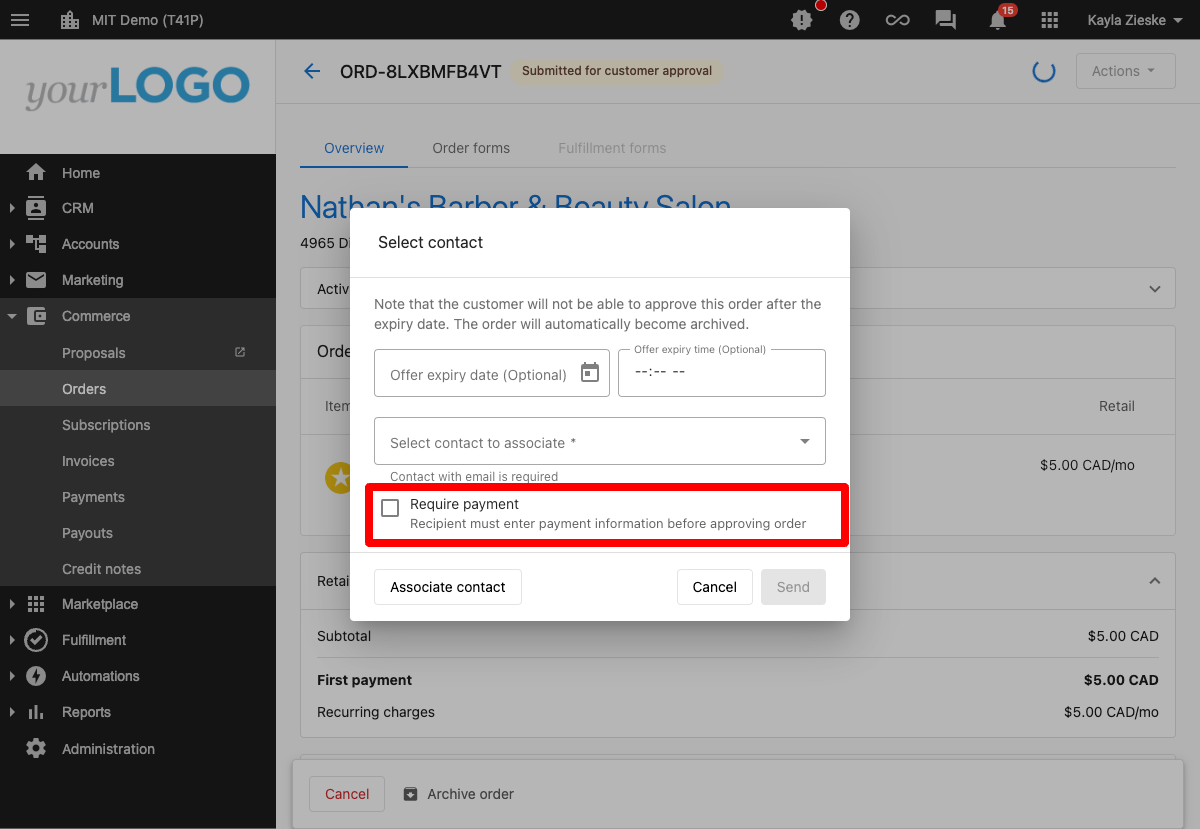 MIT Demo (T41P)
15
Kayla Zieske
yourLOGO
ORD-8LXBMFB4VT
Submitted for customer approval
Actions
Home
CRM
Accounts
Marketing
Commerce
Proposals
Orders
Subscriptions
Invoices
Payments
Payouts
Credit notes
Marketplace
Fulfillment
Automations
Reports
Administration
Overview
Order forms
Fulfillment forms
Nathan's Barber & Beauty Salon
4965 Di
Activ
Orde
Item
Retail
$5.00 CAD/mo
Select contact
Note that the customer will not be able to approve this order after the
expiry date. The order will automatically become archived.
Offer expiry date (Optional)
Offer expiry time (Optional)
--:-- --
Select contact to associate *
Contact with email is required
Require payment
Recipient must enter payment information before approving order
Associate contact
Cancel
Send
Retai
Subtotal
$5.00 CAD
First payment
$5.00 CAD
Recurring charges
$5.00 CAD/mo
Cancel
Archive order